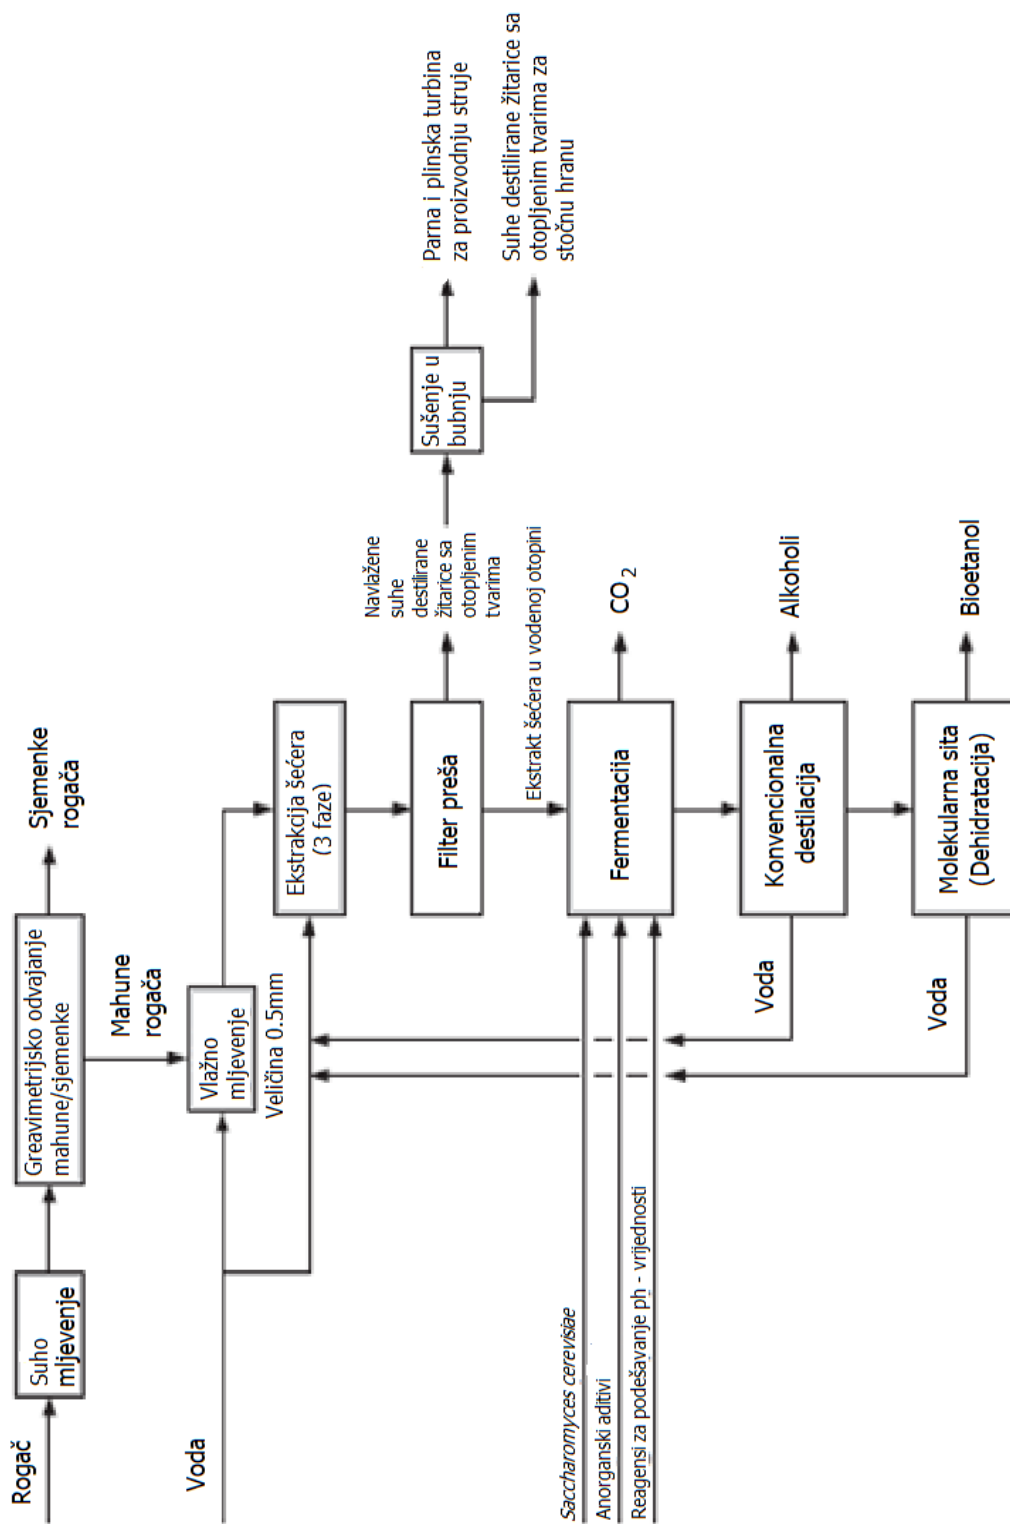 Rogač
Suho
mljevenje
Greavimetrijsko odvajanje
mahune/sjemenke
Sjemenke
rogača
Mahune
rogača
Voda
Vlažno
mljevenje
Veličina 0.5mm
Ekstrakcija šećera
(3 faze)
Filter preša
Navlažene
suhe
destilirane
žitarice sa
otopljenim
tvarima
Sušenje u
bubnju
Parna i plinska turbina
za proizvodnju struje
Suhe destilirane žitarice sa
otopljenim tvarima za
stočnu hranu
Ekstrakt šećera u vodenoj otopini
Saccharomyces cerevisiae
Anorganski aditivi
Reagensi za podešavanje ph - vrijednosti
Fermentacija
CO2
Voda
Konvencionalna
destilacija
Alkoholi
Voda
Molekularna sita
(Dehidratacija)
Bioetanol